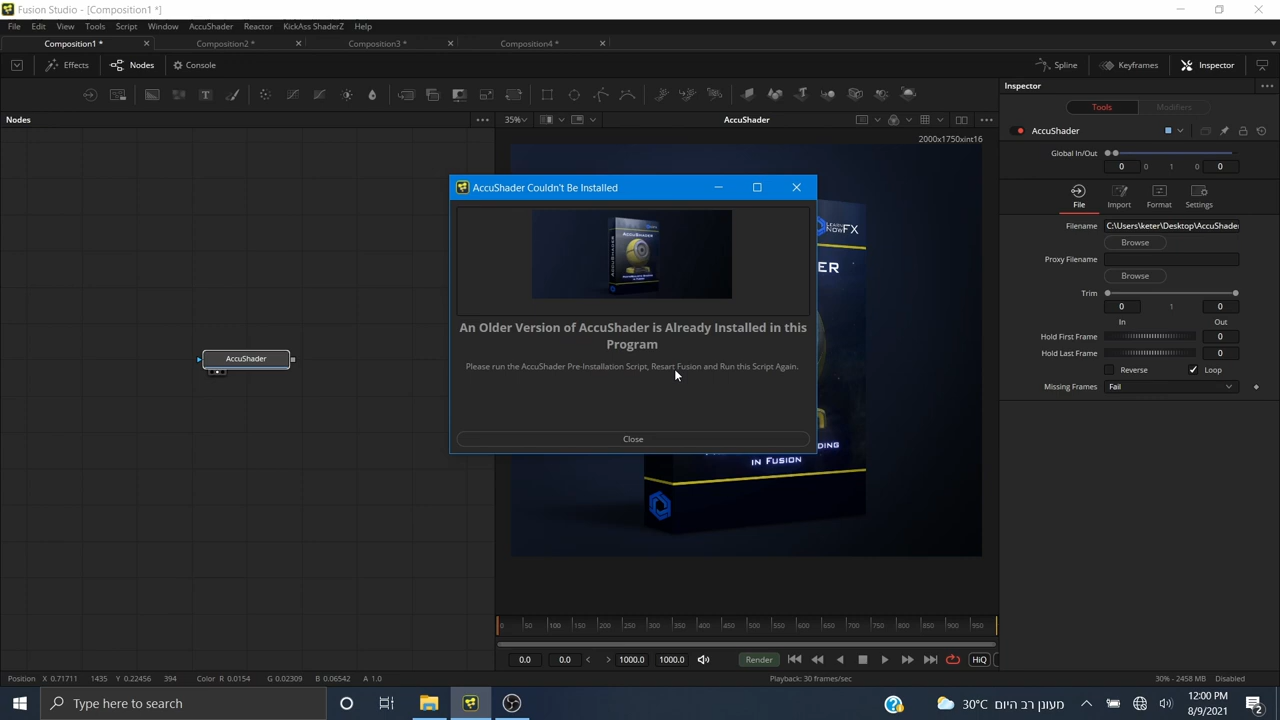 Fusion Studio - [Composition1 *]
File Edit View Tools Script Window AccuShader Reactor KickAss ShaderZ Help
Composition1 * Composition2 * Composition3 * Composition4 *
Effects Nodes Console Spline Keyframes Inspector
Inspector
Tools Modifiers
Nodes 35% AccuShader
AccuShader
2000x1750xint16
Global In/Out
0 0 1 0 0
File Import Format Settings
AccuShader Couldn't Be Installed
ACCUSHADER
An Older Version of AccuShader is Already Installed in this
Program
Please run the AccuShader Pre-Installation Script, Resart Fusion and Run this Script Again.
Close
IN FUSION
Filename C:\Users\keter\Desktop\AccuShader
Browse
Proxy Filename
Browse
Trim
0 1 0
In Out
Hold First Frame 0
Hold Last Frame 0
Reverse Loop
Missing Frames Fail
AccuShader
0 50 100 150 200 250 300 350 400 450 500 550 600 650 700 750 800 850 900 950
0.0 0.0 1000.0 1000.0 Render HiQ
Position X 0.71711 1435 Y 0.22456 394 Color R 0.0154 G 0.02309 B 0.06542 A 1.0 Playback: 30 frames/sec 30% - 2458 MB Disabled
Type here to search
30°C מעונן רב היום
12:00 PM
8/9/2021
2